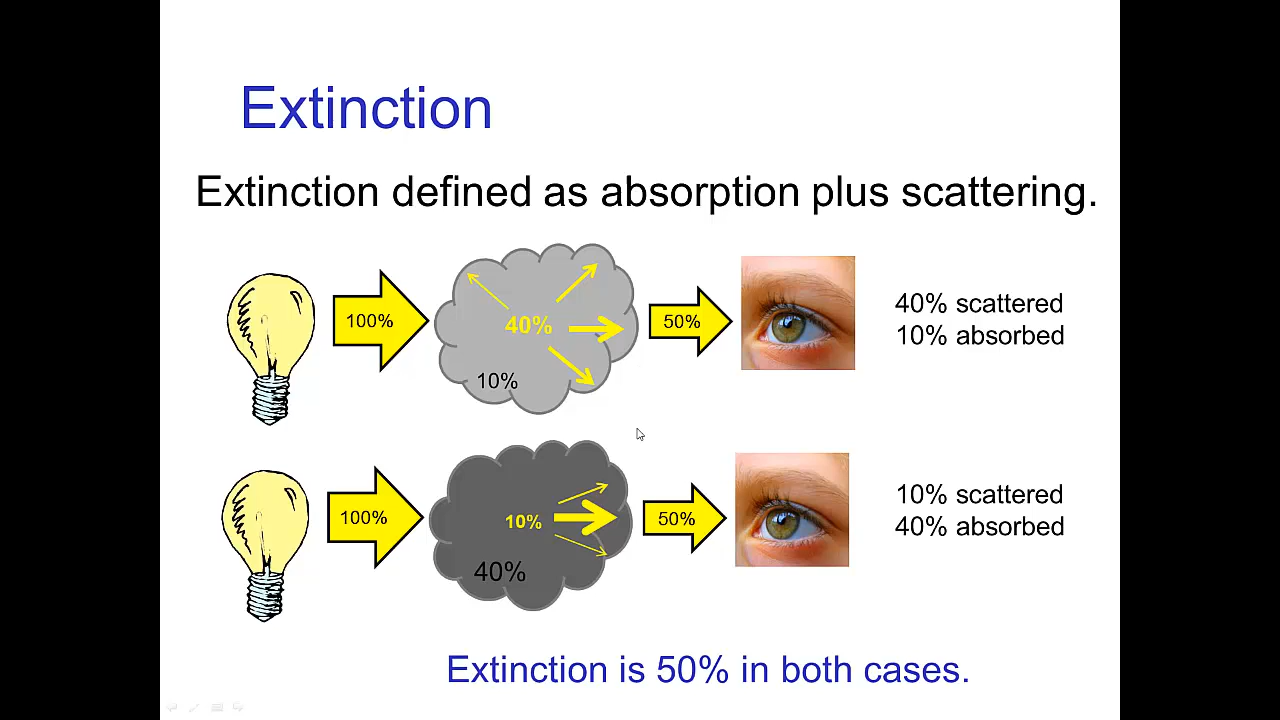 Extinction
Extinction defined as absorption plus scattering.
100%
40%
10%
50%
40% scattered
10% absorbed
100%
10%
40%
50%
10% scattered
40% absorbed
Extinction is 50% in both cases.